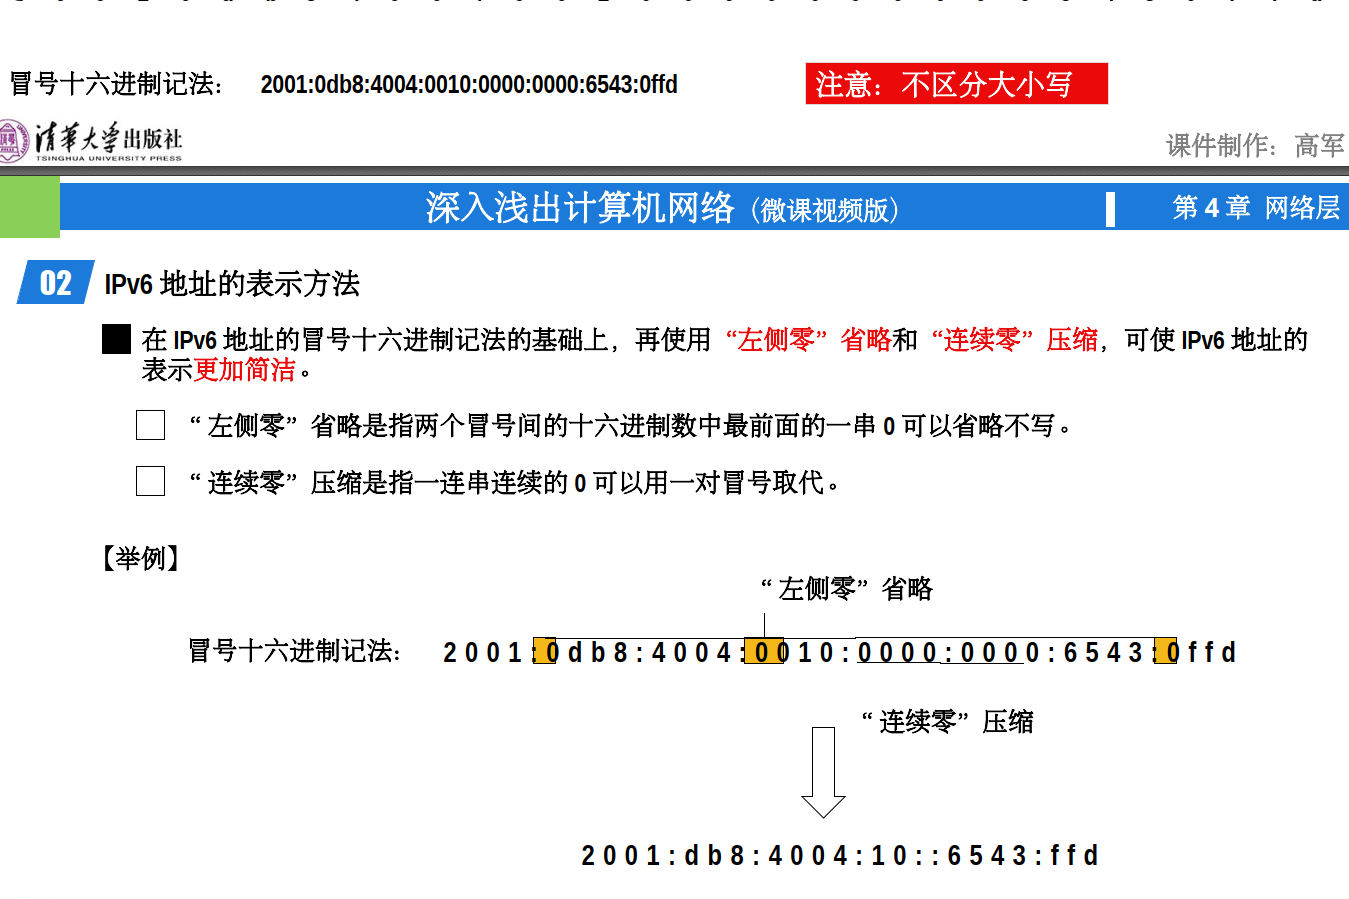 冒号十六进制记法： 2001:0db8:4004:0010:0000:0000:6543:0ffd
注意：不区分大小写
清华大学出版社
TSINGHUA UNIVERSITY PRESS
课件制作：高军
深入浅出计算机网络（微课视频版）
第 4 章 网络层
02 IPv6 地址的表示方法
在 IPv6 地址的冒号十六进制记法的基础上，再使用“左侧零”省略和“连续零”压缩，可使 IPv6 地址的
表示更加简洁。
“左侧零”省略是指两个冒号间的十六进制数中最前面的一串 0 可以省略不写。
“连续零”压缩是指一连串连续的 0 可以用一对冒号取代。
【举例】
“左侧零”省略
冒号十六进制记法： 2001:0db8:4004:0010:0000:0000:6543:0ffd
“连续零”压缩
2001:db8:4004:10::6543:ffd